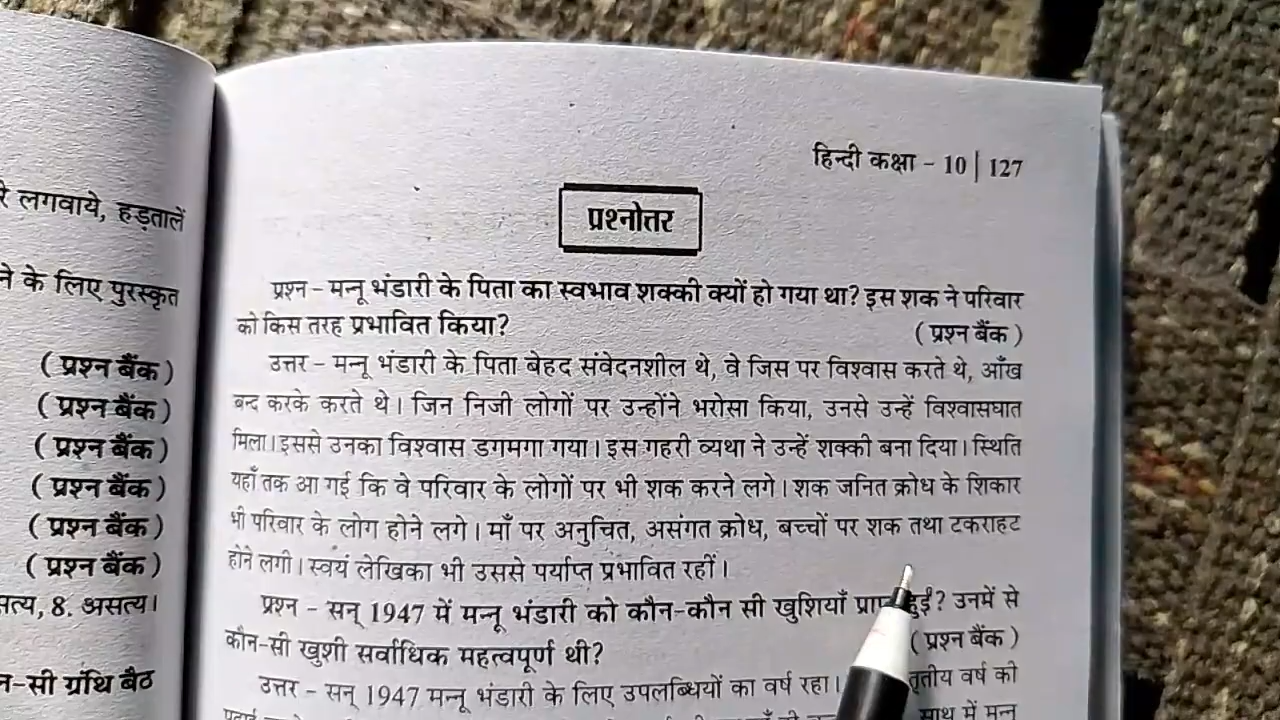 रे लगवाये, हड़तालें
ने के लिए पुरस्कृत
( प्रश्न बैंक )
( प्रश्न बैंक )
( प्रश्न बैंक )
( प्रश्न बैंक )
( प्रश्न बैंक )
( प्रश्न बैंक )
सत्य, 8. असत्य।
न-सी ग्रंथि बैठ
हिन्दी कक्षा - 10 | 127
प्रश्नोतर
प्रश्न - मन्नू भंडारी के पिता का स्वभाव शक्की क्यों हो गया था? इस शक ने परिवार
को किस तरह प्रभावित किया? ( प्रश्न बैंक )
उत्तर - मन्नू भंडारी के पिता बेहद संवेदनशील थे, वे जिस पर विश्वास करते थे, आँख
बन्द करके करते थे। जिन निजी लोगों पर उन्होंने भरोसा किया, उनसे उन्हें विश्वासघात
मिला। इससे उनका विश्वास डगमगा गया। इस गहरी व्यथा ने उन्हें शक्की बना दिया। स्थिति
यहाँ तक आ गई कि वे परिवार के लोगों पर भी शक करने लगे। शक जनित क्रोध के शिकार
भी परिवार के लोग होने लगे। माँ पर अनुचित, असंगत क्रोध, बच्चों पर शक तथा टकराहट
होने लगी। स्वयं लेखिका भी उससे पर्याप्त प्रभावित रहीं।
प्रश्न - सन् 1947 में मन्नू भंडारी को कौन-कौन सी खुशियाँ हुईं? उनमें से
कौन-सी खुशी सर्वाधिक महत्वपूर्ण थी? ( प्रश्न बैंक )
उत्तर - सन् 1947 मन्नू भंडारी के लिए उपलब्धियों का वर्ष रहा। तृतीय वर्ष की
साथ में मन्नू